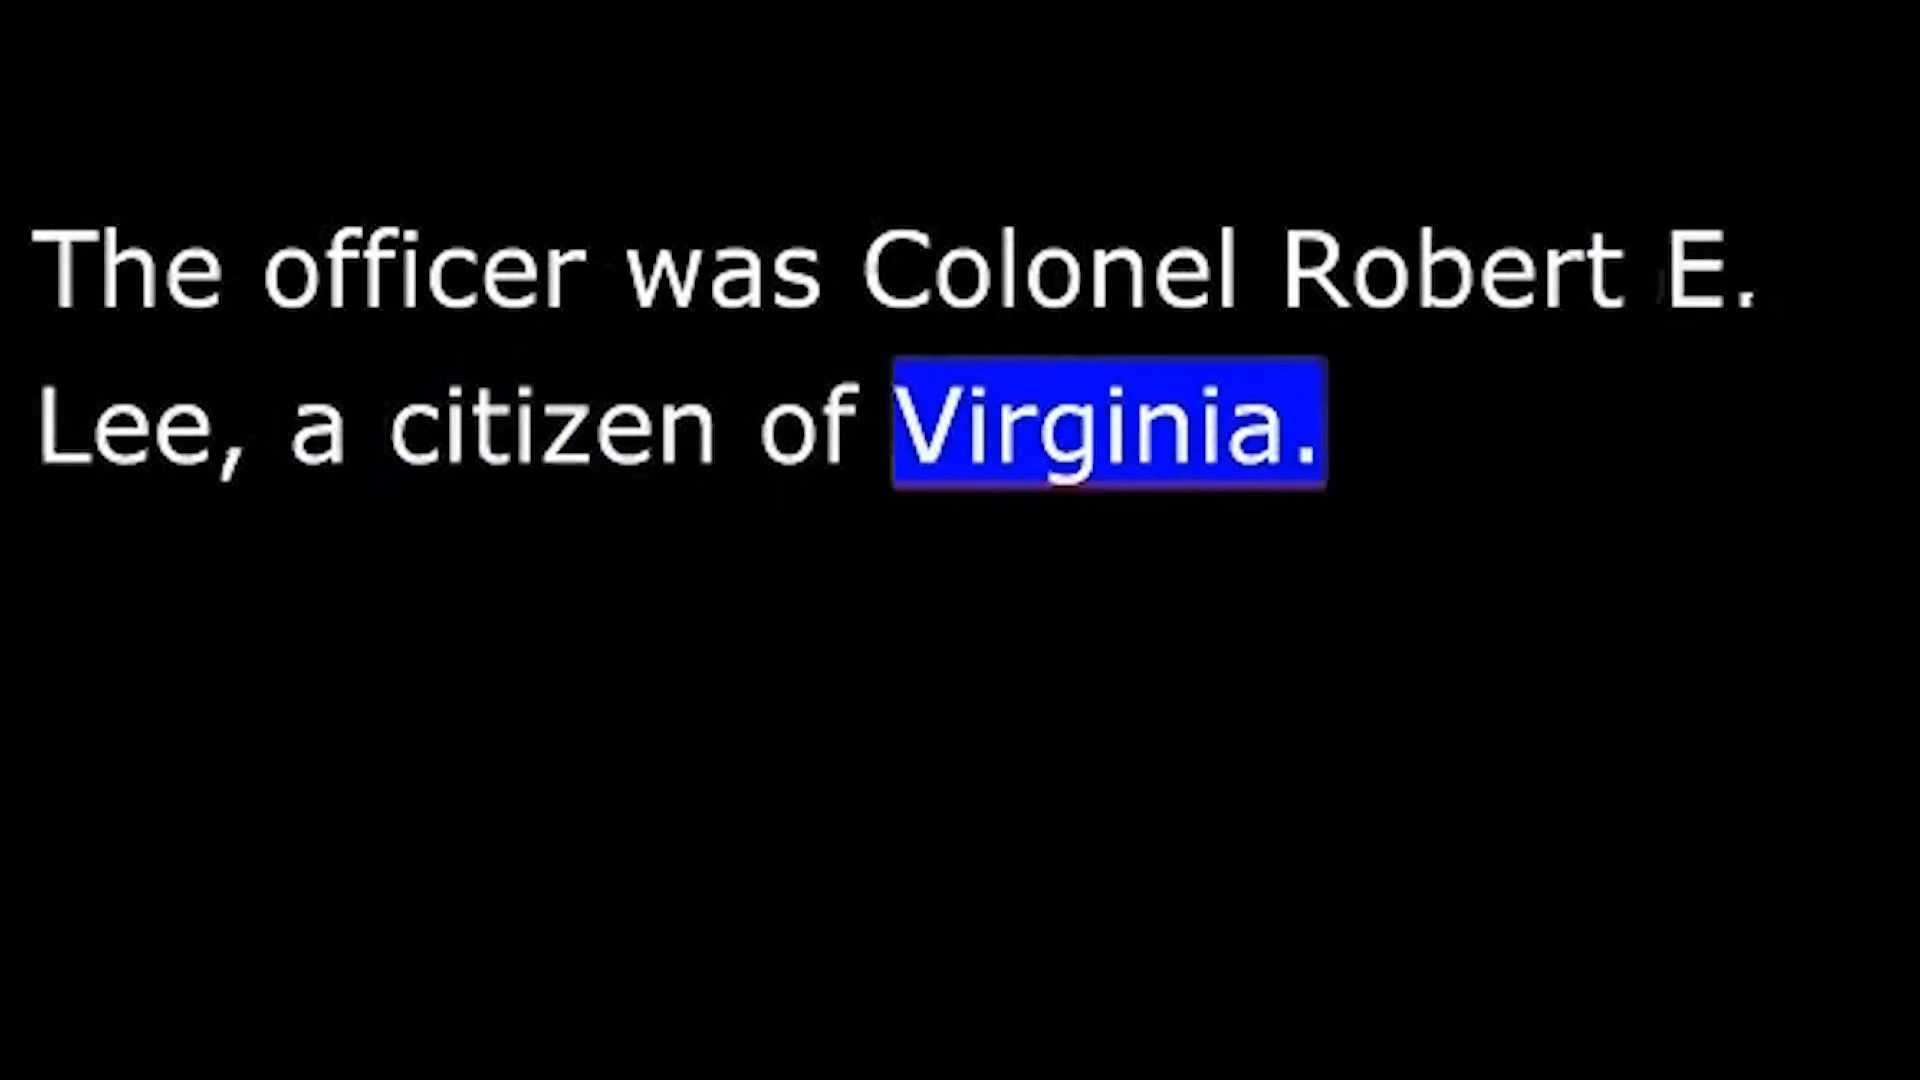 The officer was Colonel Robert E.
Lee, a citizen of Virginia.